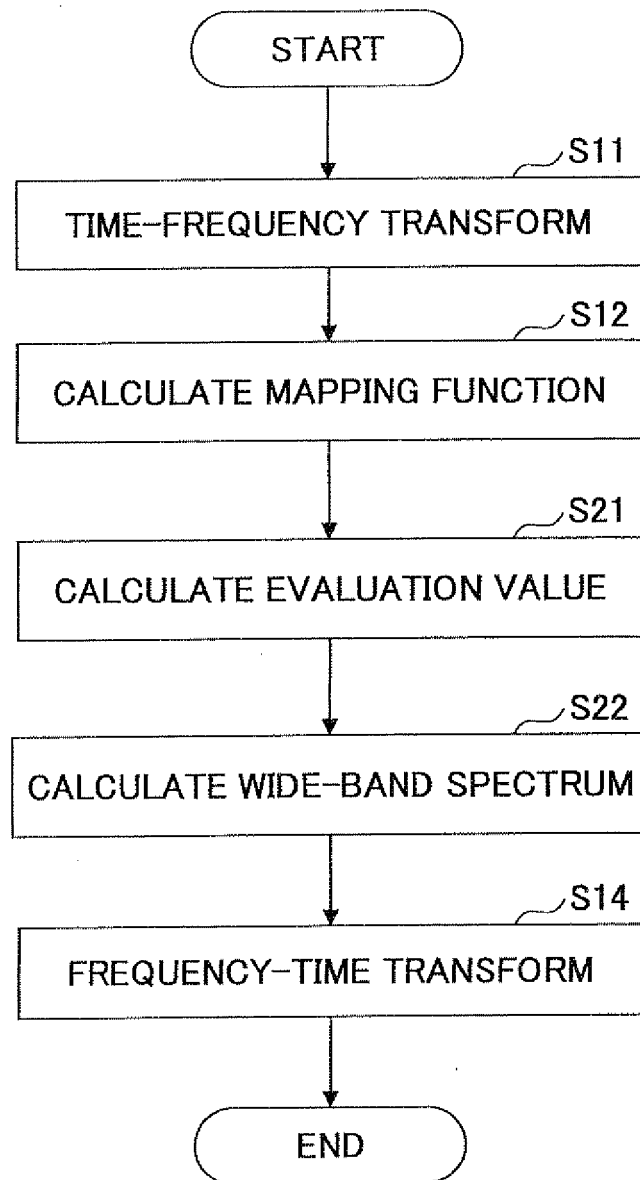 START
S11
TIME-FREQUENCY TRANSFORM
S12
CALCULATE MAPPING FUNCTION
S21
CALCULATE EVALUATION VALUE
S22
CALCULATE WIDE-BAND SPECTRUM
S14
FREQUENCY-TIME TRANSFORM
END